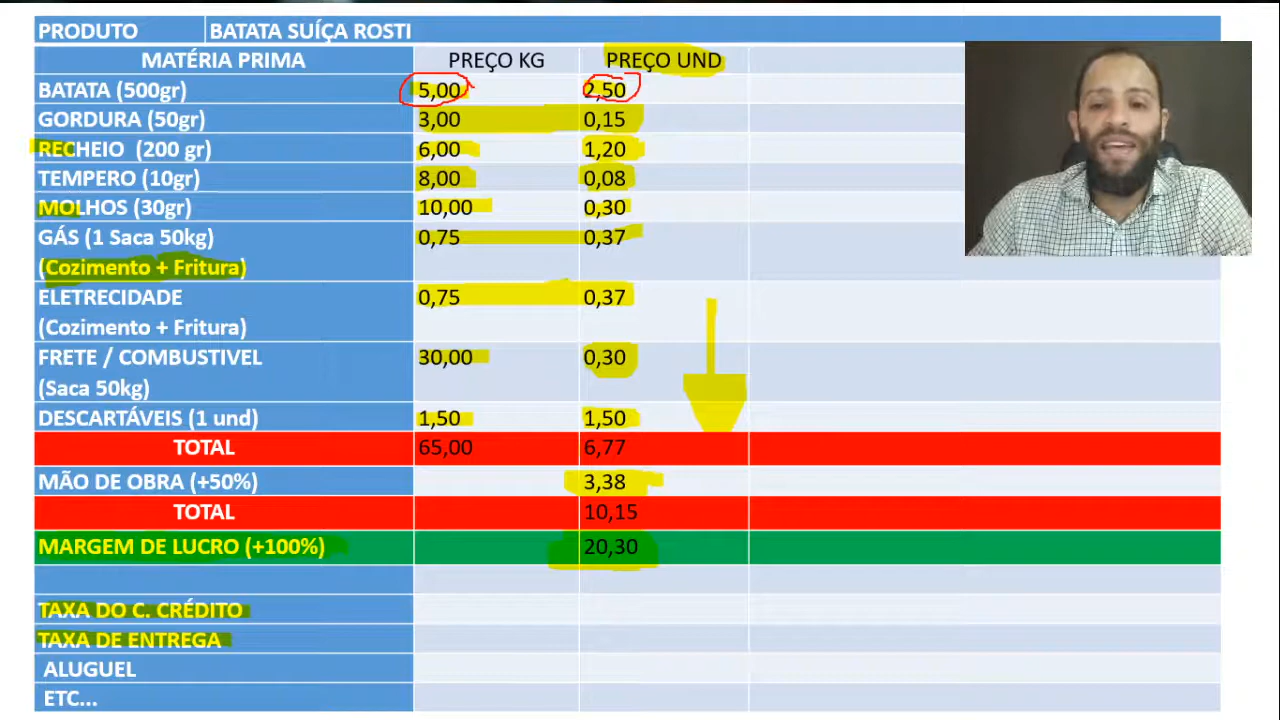 PRODUTO BATATA SUÍÇA ROSTI
MATÉRIA PRIMA PREÇO KG PREÇO UND
BATATA (500gr) 5,00 2,50
GORDURA (50gr) 3,00 0,15
RECHEIO (200 gr) 6,00 1,20
TEMPERO (10gr) 8,00 0,08
MOLHOS (30gr) 10,00 0,30
GÁS (1 Saca 50kg) 0,75 0,37
(Cozimento + Fritura)
ELETRECIDADE 0,75 0,37
(Cozimento + Fritura)
FRETE / COMBUSTIVEL 30,00 0,30
(Saca 50kg)
DESCARTÁVEIS (1 und) 1,50 1,50
TOTAL 65,00 6,77
MÃO DE OBRA (+50%) 3,38
TOTAL 10,15
MARGEM DE LUCRO (+100%) 20,30
TAXA DO C. CRÉDITO
TAXA DE ENTREGA
ALUGUEL
ETC...